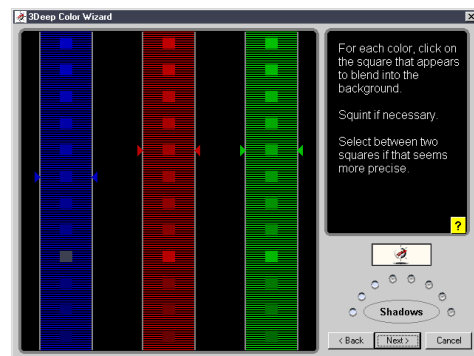 3Deep Color Wizard
For each color, click on
the square that appears
to blend into the
background.
Squint if necessary.
Select between two
squares if that seems
more precise.
?
Shadows
< Back
Next >
Cancel